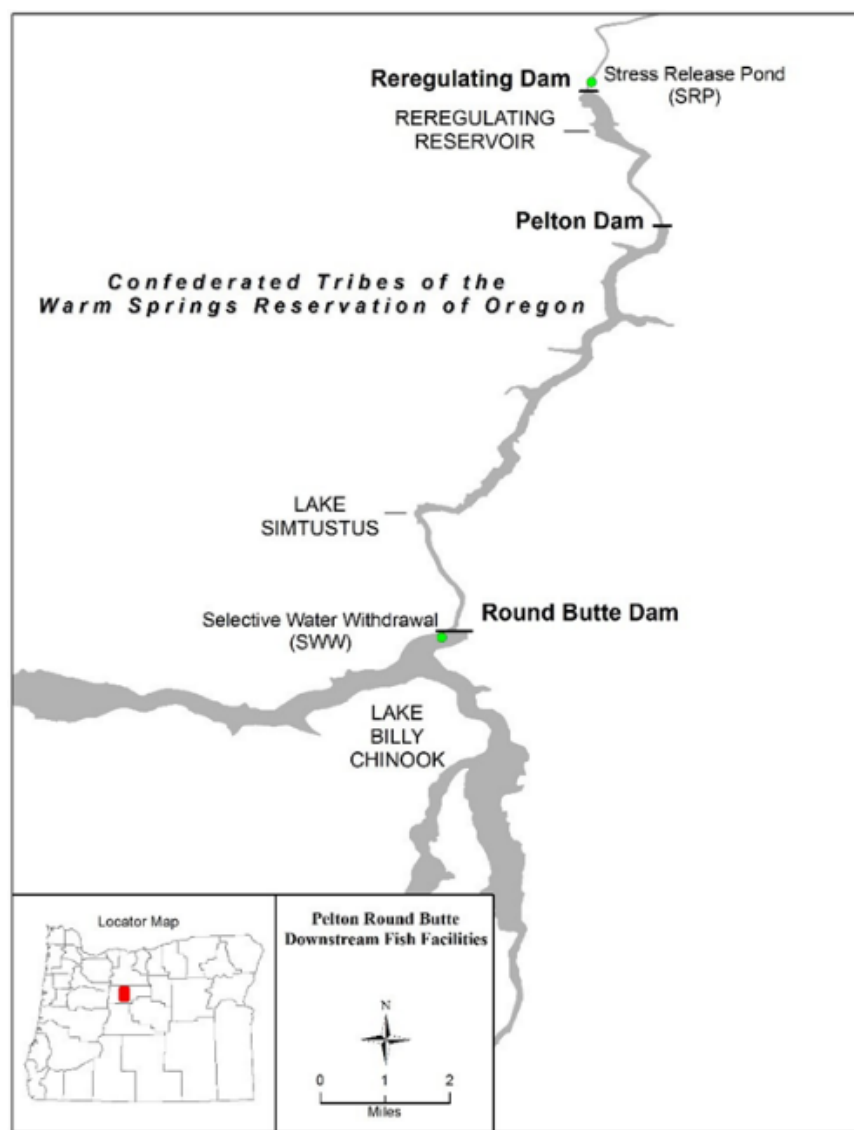 Reregulating Dam
Stress Release Pond
(SRP)
REREGULATING
RESERVOIR
Pelton Dam
Confederated Tribes of the
Warm Springs Reservation of Oregon
LAKE
SIMTUSTUS
Selective Water Withdrawal
(SWW)
Round Butte Dam
LAKE
BILLY
CHINOOK
Locator Map
Pelton Round Butte
Downstream Fish Facilities
N
0 1 2
Miles